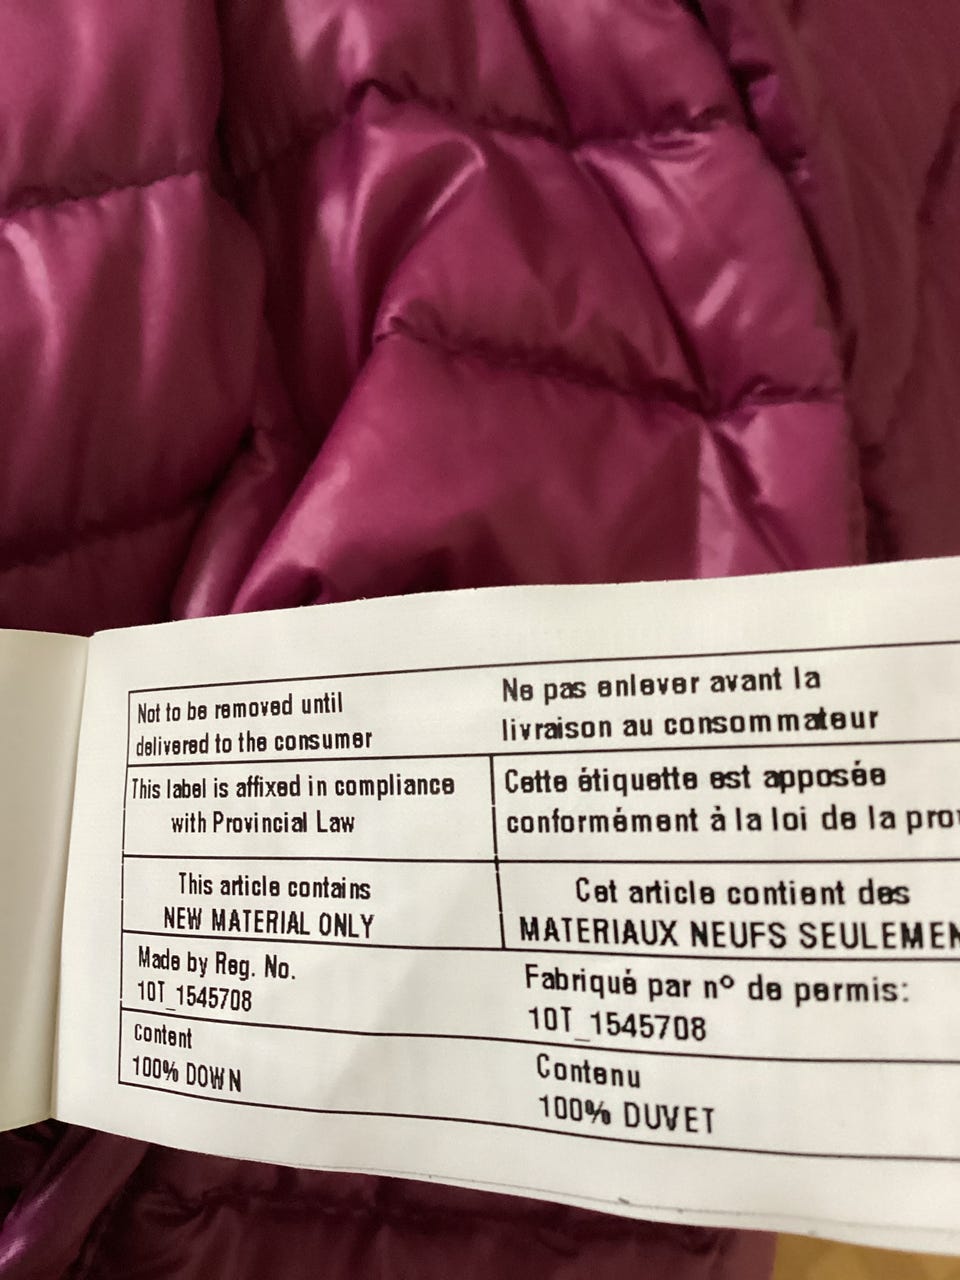 Not to be removed until
delivered to the consumer
Ne pas enlever avant la
livraison au consommateur
This label is affixed in compliance
with Provincial Law
Cette étiquette est apposée
conformément à la loi de la
This article contains
NEW MATERIAL ONLY
Cet article contient des
MATERIAUX NEUFS
Made by Reg. No.
10T_1545708
Fabriqué par nº de permis:
10T_1545708
Content
100% DOWN
Contenu
100% DUVET